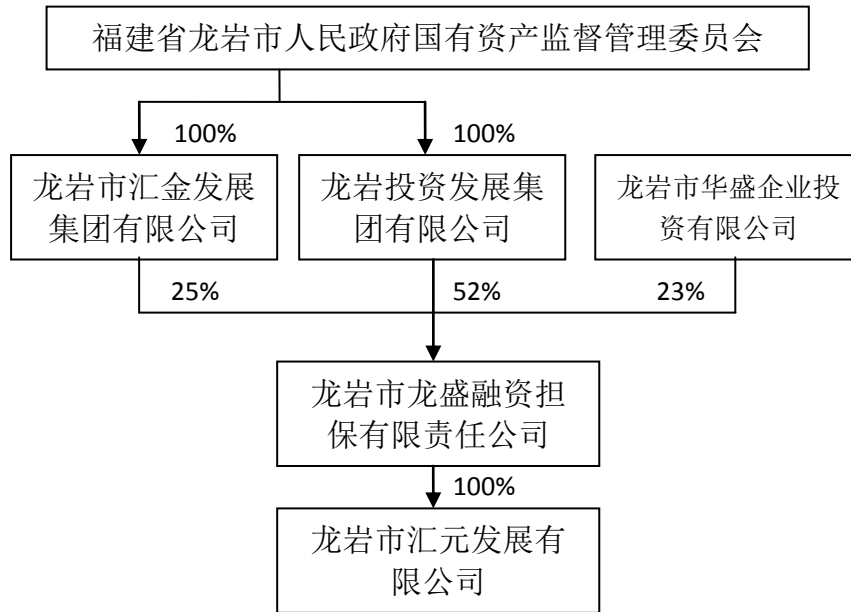 福建省龙岩市人民政府国有资产监督管理委员会
100%
100%
龙岩市汇金发展
集团有限公司
龙岩投资发展集
团有限公司
龙岩市华盛企业投
资有限公司
25%
52%
23%
龙岩市龙盛融资担
保有限责任公司
100%
龙岩市汇元发展有
限公司